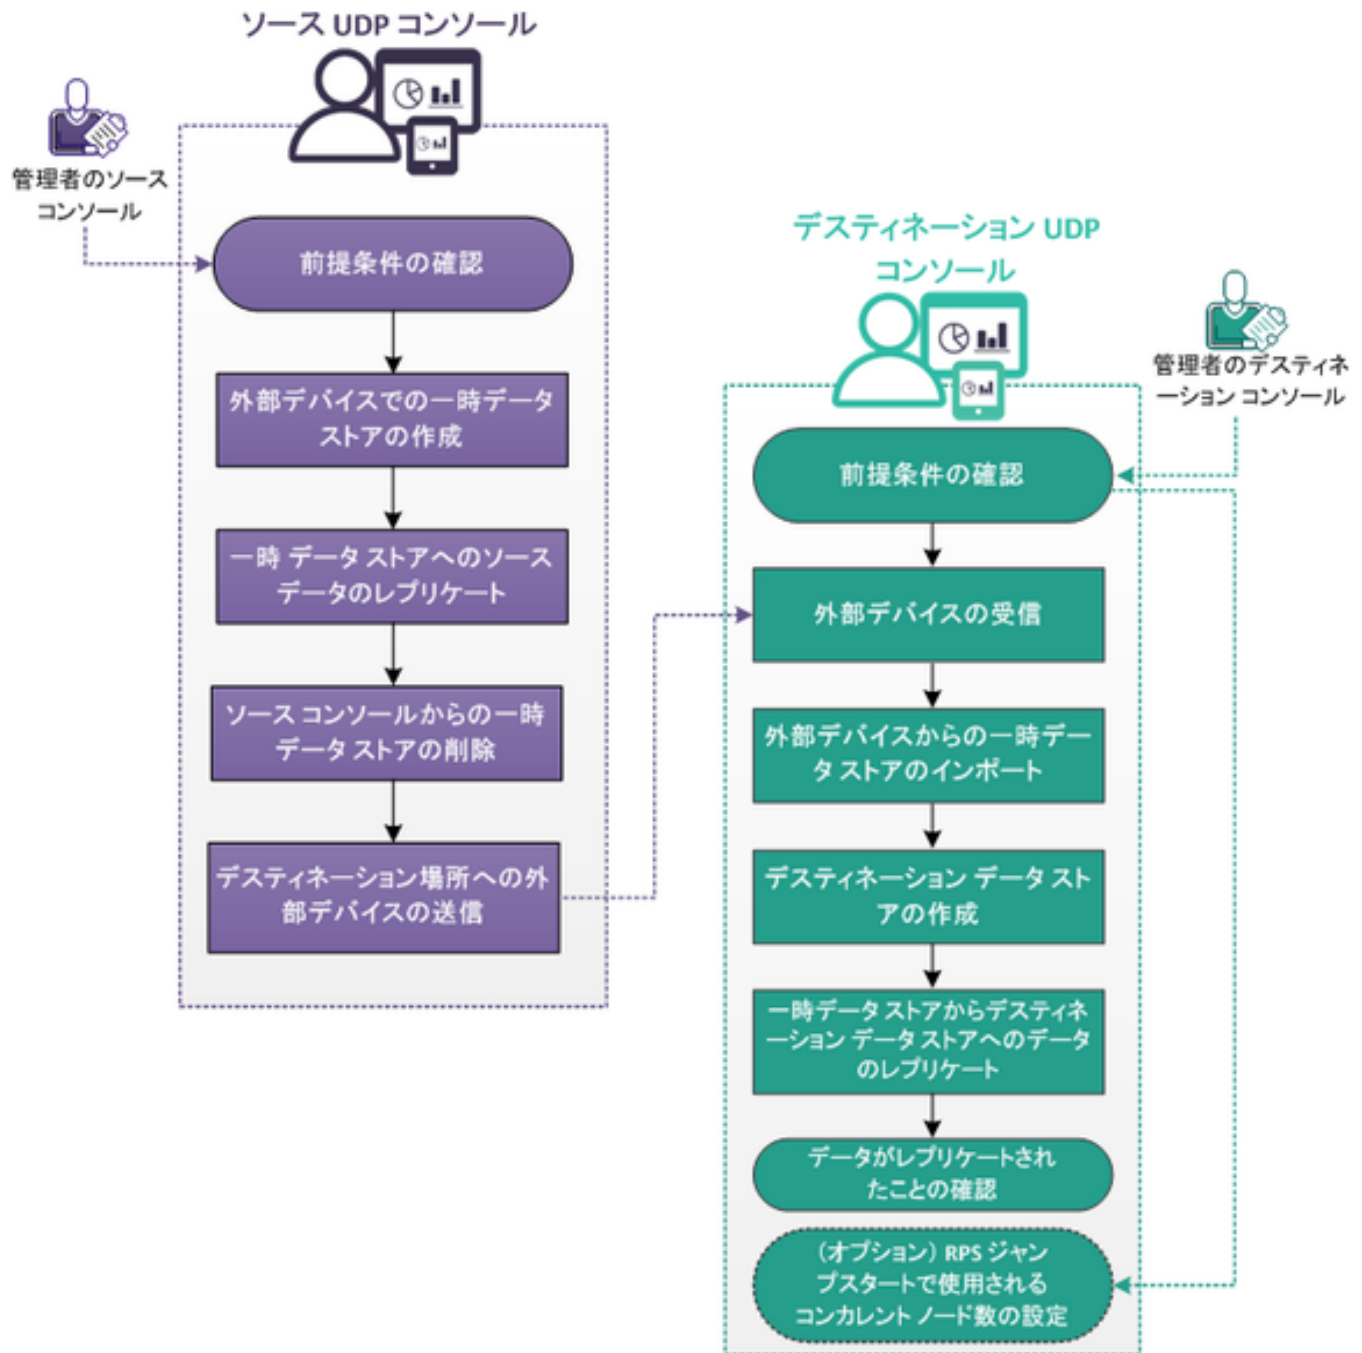 ソース UDP コンソール
管理者のソース
コンソール
前提条件の確認
外部デバイスでの一時データ
ストアの作成
一時 データ ストアへのソース
データのレプリケート
ソース コンソールからの一時
データ ストアの削除
デスティネーション場所への外
部デバイスの送信
デスティネーション UDP
コンソール
管理者のデスティネ
ーション コンソール
前提条件の確認
外部デバイスの受信
外部デバイスからの一時デー
タ ストアのインポート
デスティネーション データ スト
アの作成
一時データ ストアからデスティネ
ーション データ ストアへのデータ
のレプリケート
データがレプリケートされ
たことの確認
（オプション） RPS ジャン
プスタートで使用される
コンカレント ノード数の設定